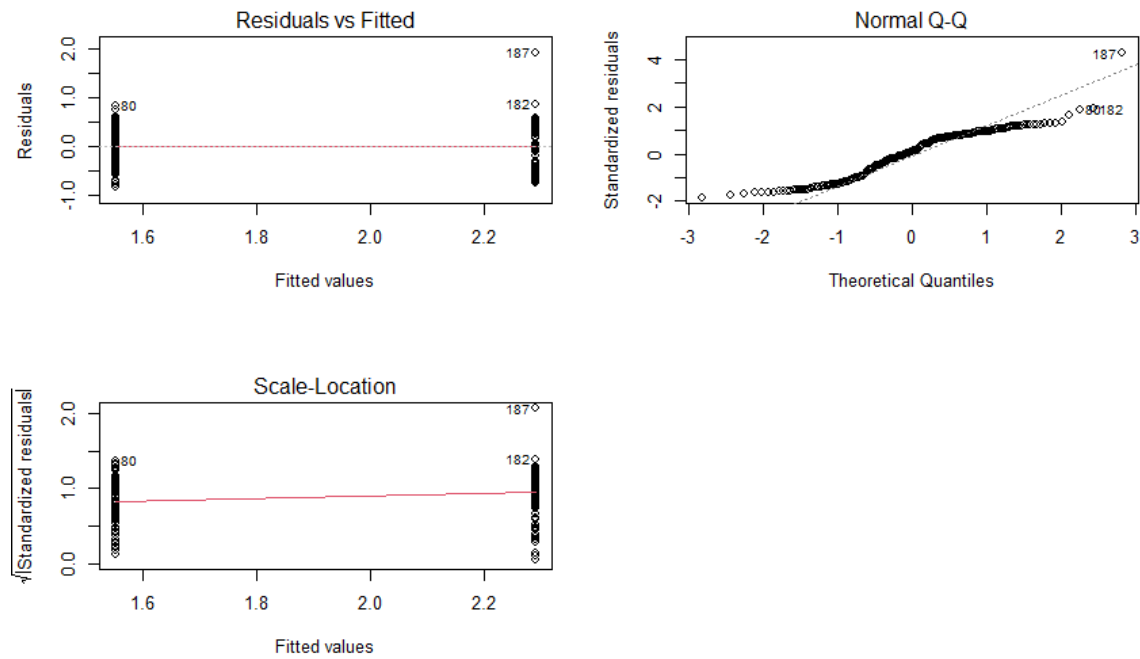 Residuals vs Fitted
Residuals
2.0
1.0
0.0
-1.0
187
182
80
1.6 1.8 2.0 2.2
Fitted values
Normal Q-Q
Standardized residuals
4
2
0
-2
187
182
-3 -2 -1 0 1 2 3
Theoretical Quantiles
Scale-Location
√|Standardized residuals|
2.0
1.0
0.0
187
182
80
1.6 1.8 2.0 2.2
Fitted values